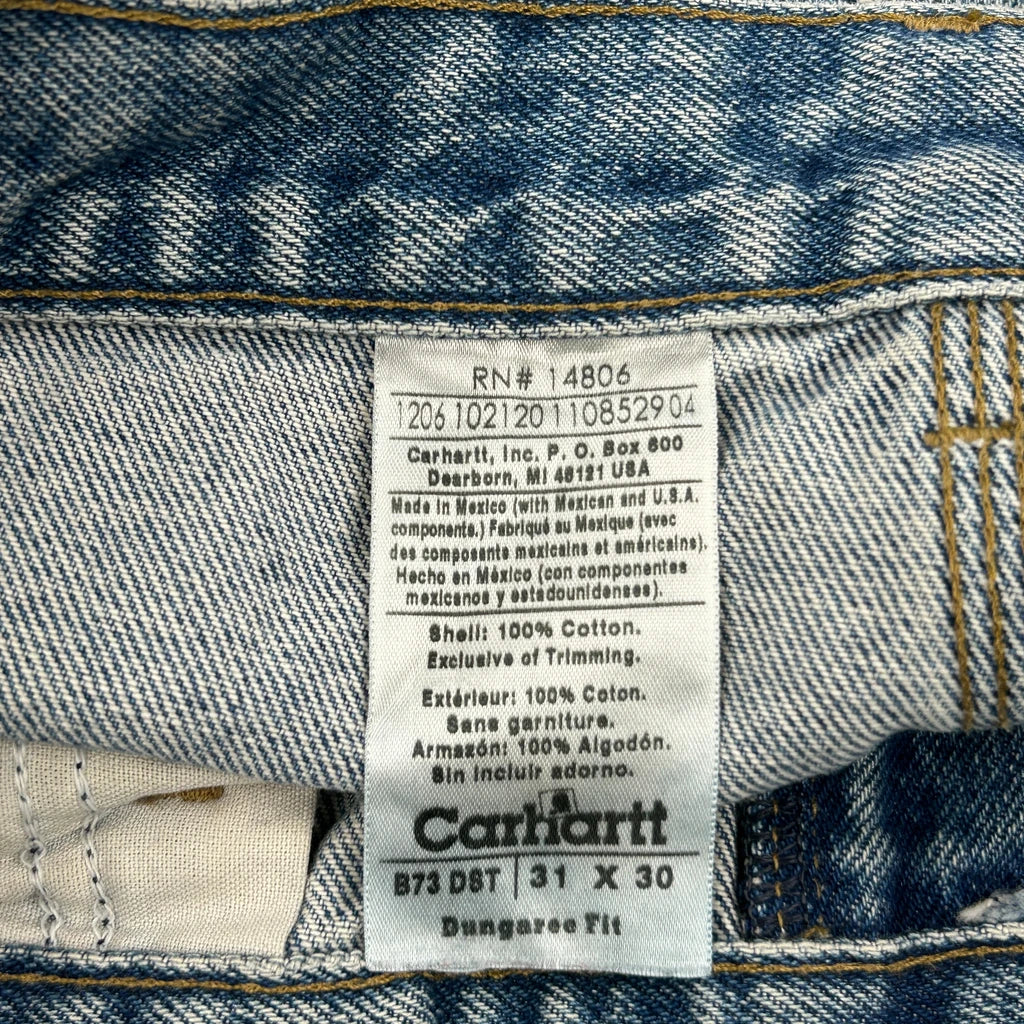 RN# 14806
1206 102120 110852904
Carhartt, Inc. P. O. Box 600
Dearborn, MI 48121 USA
Made in Mexico (with Mexican and U.S.A.
components.) Fabriqué au Mexique (avec
des composants mexicains et américains).
Hecho en México (con componentes
mexicanos y estadounidenses).
Shell: 100% Cotton.
Exclusive of Trimming.
Extérieur: 100% Coton.
Sans garniture.
Armazón: 100% Algodón.
Sin incluir adorno.
Carhartt
B73 DST 31 X 30
Dungaree Fit